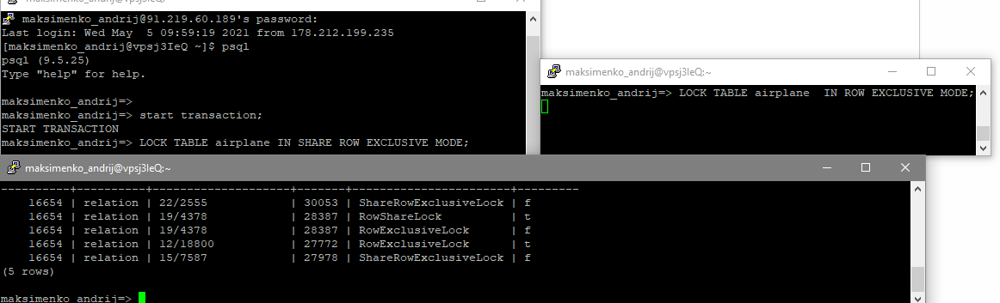 maksimenko_andrij@91.219.60.189's password:
Last login: Wed May  5 09:59:19 2021 from 178.212.199.235
[maksimenko_andrij@vpsj3IeQ ~]$ psql
psql (9.5.25)
Type "help" for help.
maksimenko_andrij=>
maksimenko_andrij=> start transaction;
START TRANSACTION
maksimenko_andrij=> LOCK TABLE airplane IN SHARE ROW EXCLUSIVE MODE;
maksimenko_andrij@vpsj3IeQ:~
maksimenko_andrij=> LOCK TABLE airplane  IN ROW EXCLUSIVE MODE;
maksimenko_andrij@vpsj3IeQ:~
----------+----------+--------------------+-------+-----------------------+---------
16654 | relation | 22/2555            | 30053 | ShareRowExclusiveLock | f
16654 | relation | 19/4378            | 28387 | RowShareLock          | t
16654 | relation | 19/4378            | 28387 | RowExclusiveLock      | f
16654 | relation | 12/18800           | 27772 | RowExclusiveLock      | t
16654 | relation | 15/7587            | 27978 | ShareRowExclusiveLock | f
(5 rows)
maksimenko_andrij=>